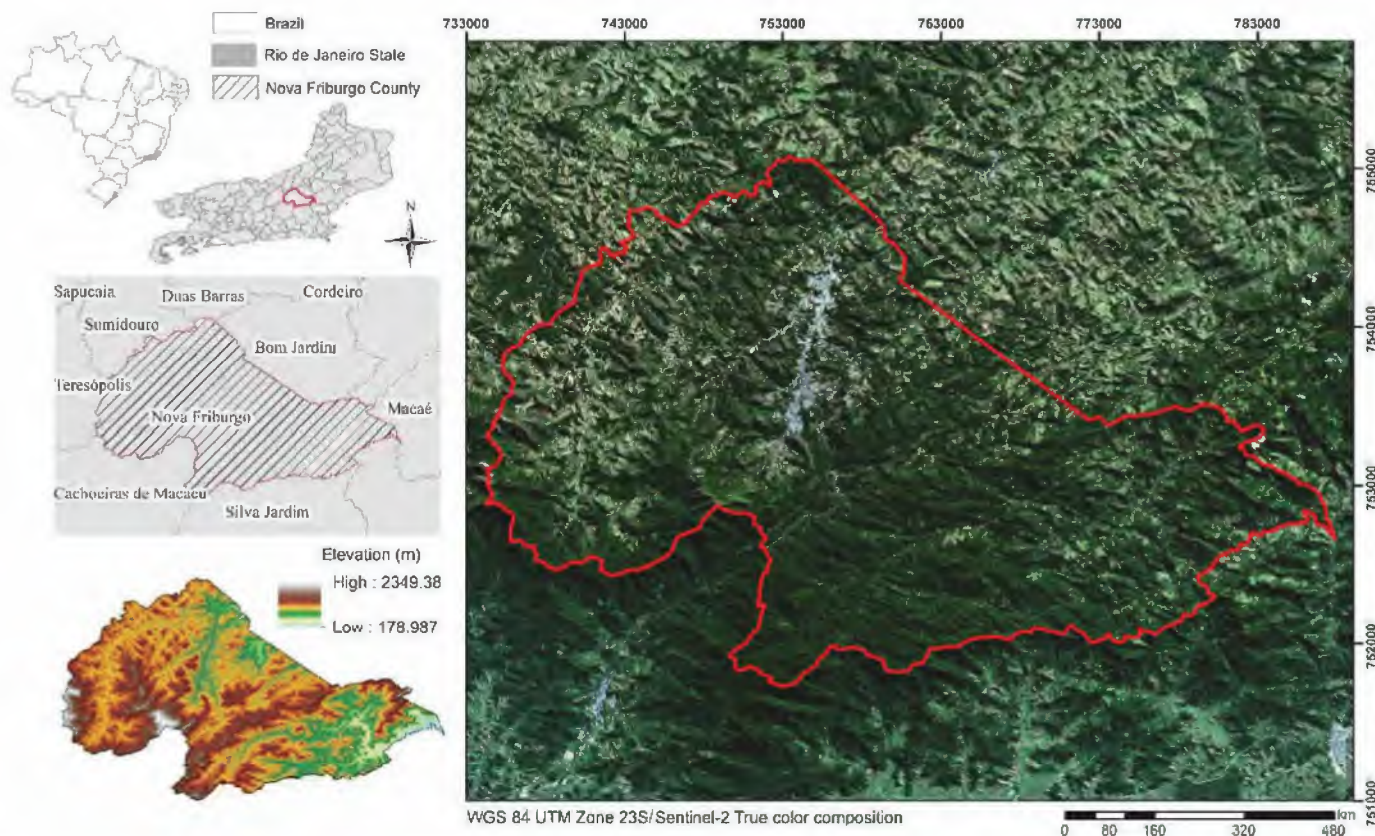 Brazil
Rio de Janeiro State
Nova Friburgo County
N
Sapucaia
Duas Barras
Cordeiro
Sumidouro
Bom Jardim
Teresópolis
Nova Friburgo
Macaé
Cachoeiras de Macacu
Silva Jardim
Elevation (m)
High : 2349.38
Low : 178.987
733000 743000 753000 763000 773000 783000
755000
754000
753000
752000
751000
WGS 84 UTM Zone 23S/Sentinel-2 True color composition
km
0 80 160 320 480